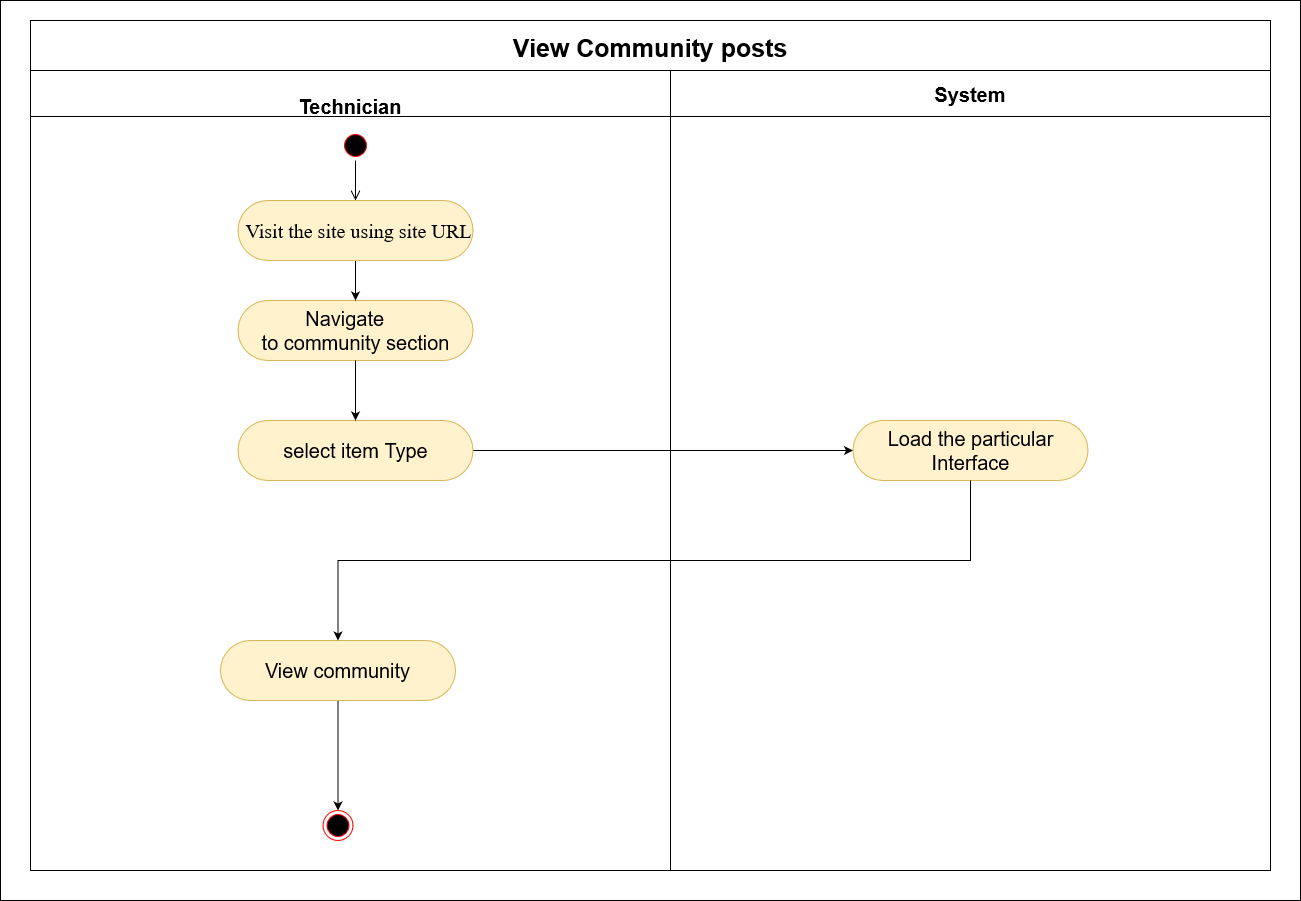 View Community posts
Technician
System
Visit the site using site URL
Navigate
to community section
select item Type
Load the particular
Interface
View community